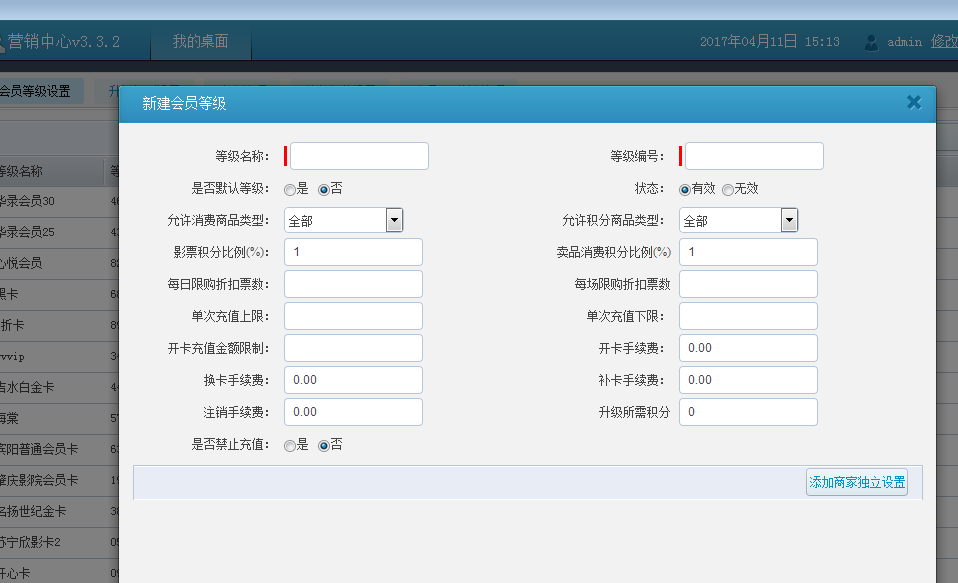 营销中心v3.3.2
我的桌面
2017年04月11日 15:13
admin 修改
会员等级设置
新建会员等级
等级名称
等级名称：
等级编号：
华录会员30
是否默认等级： 是 否
状态： 有效 无效
华录会员25
允许消费商品类型： 全部
允许积分商品类型： 全部
心悦会员
影票积分比例(%)： 1
卖品消费积分比例(%) 1
黑卡
每日限购折扣票数：
每场限购折扣票数
折卡
单次充值上限：
单次充值下限：
vvvip
开卡充值金额限制：
开卡手续费： 0.00
吉水白金卡
换卡手续费： 0.00
补卡手续费： 0.00
海棠
注销手续费： 0.00
升级所需积分 0
宾阳普通会员卡
是否禁止充值： 是 否
肇庆影院会员卡
添加商家独立设置
名扬世纪金卡
苏宁欣影卡2
开心卡